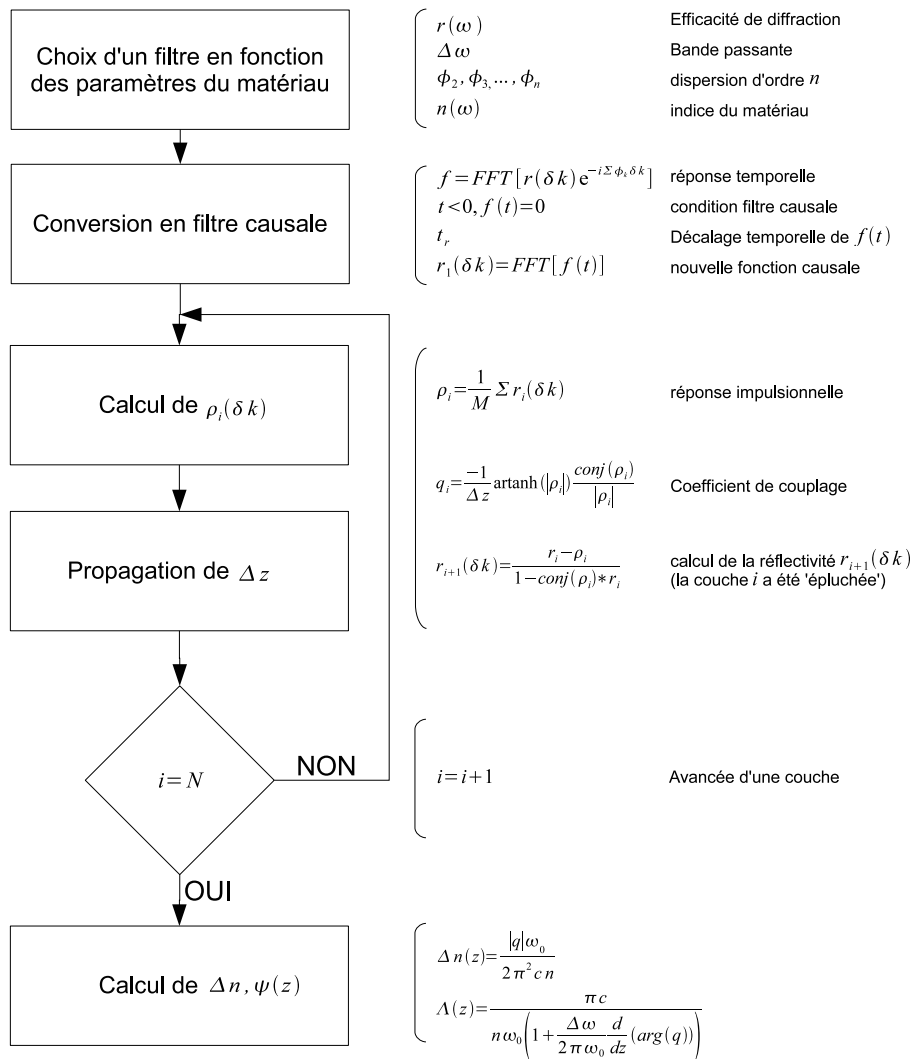 Choix d'un filtre en fonction
des paramètres du matériau
r(ω) Efficacité de diffraction
Δω Bande passante
ϕ₂, ϕ₃,..., ϕₙ dispersion d'ordre n
n(ω) indice du matériau
Conversion en filtre causale
f=FFT[r(δk)e^{-iΣϕₖδk}] réponse temporelle
t<0, f(t)=0 condition filtre causale
tᵣ Décalage temporelle de f(t)
r₁(δk)=FFT[f(t)] nouvelle fonction causale
Calcul de ρᵢ(δk)
ρᵢ=1/M Σrᵢ(δk) réponse impulsionnelle
qᵢ=-1/Δz artanh(|ρᵢ|) conj(ρᵢ)/|ρᵢ| Coefficient de couplage
Propagation de Δz
rᵢ₊₁(δk)=(rᵢ-ρᵢ)/(1-conj(ρᵢ)*rᵢ) calcul de la réflectivité rᵢ₊₁(δk)
(la couche i a été 'épluchée')
i=N
NON
i=i+1 Avancée d'une couche
OUI
Calcul de Δn, ψ(z)
Δn(z)=|q|ω₀/(2π²cn)
Λ(z)=πc/(nω₀(1+Δω/(2πω₀) d/dz(arg(q))))